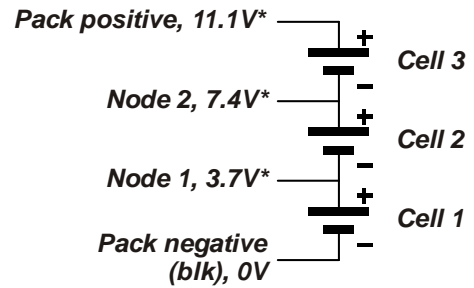 Pack positive, 11.1V*
+
Cell 3
–
Node 2, 7.4V*
+
Cell 2
–
Node 1, 3.7V*
+
Cell 1
–
Pack negative
(blk), 0V